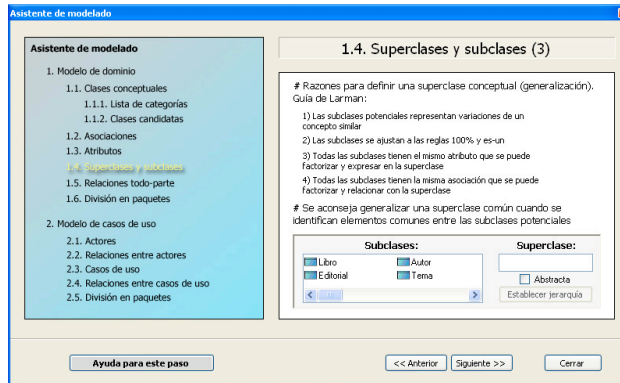 Asistente de modelado
Asistente de modelado
1. Modelo de dominio
1.1. Clases conceptuales
1.1.1. Lista de categorías
1.1.2. Clases candidatas
1.2. Asociaciones
1.3. Atributos
1.4. Superclases y subclases
1.5. Relaciones todo-parte
1.6. División en paquetes
2. Modelo de casos de uso
2.1. Actores
2.2. Relaciones entre actores
2.3. Casos de uso
2.4. Relaciones entre casos de uso
2.5. División en paquetes
1.4. Superclases y subclases (3)
# Razones para definir una superclase conceptual (generalización).
Guía de Larman:
1) Las subclases potenciales representan variaciones de un
concepto similar
2) Las subclases se ajustan a las reglas 100% y es-un
3) Todas las subclases tienen el mismo atributo que se puede
factorizar y expresar en la superclase
4) Todas las subclases tienen la misma asociación que se puede
factorizar y relacionar con la superclase
# Se aconseja generalizar una superclase común cuando se
identifican elementos comunes entre las subclases potenciales
Subclases: Superclase:
Libro Autor
Editorial Tema
Abstracta
Establecer jerarquía
Ayuda para este paso << Anterior Siguiente >> Cerrar